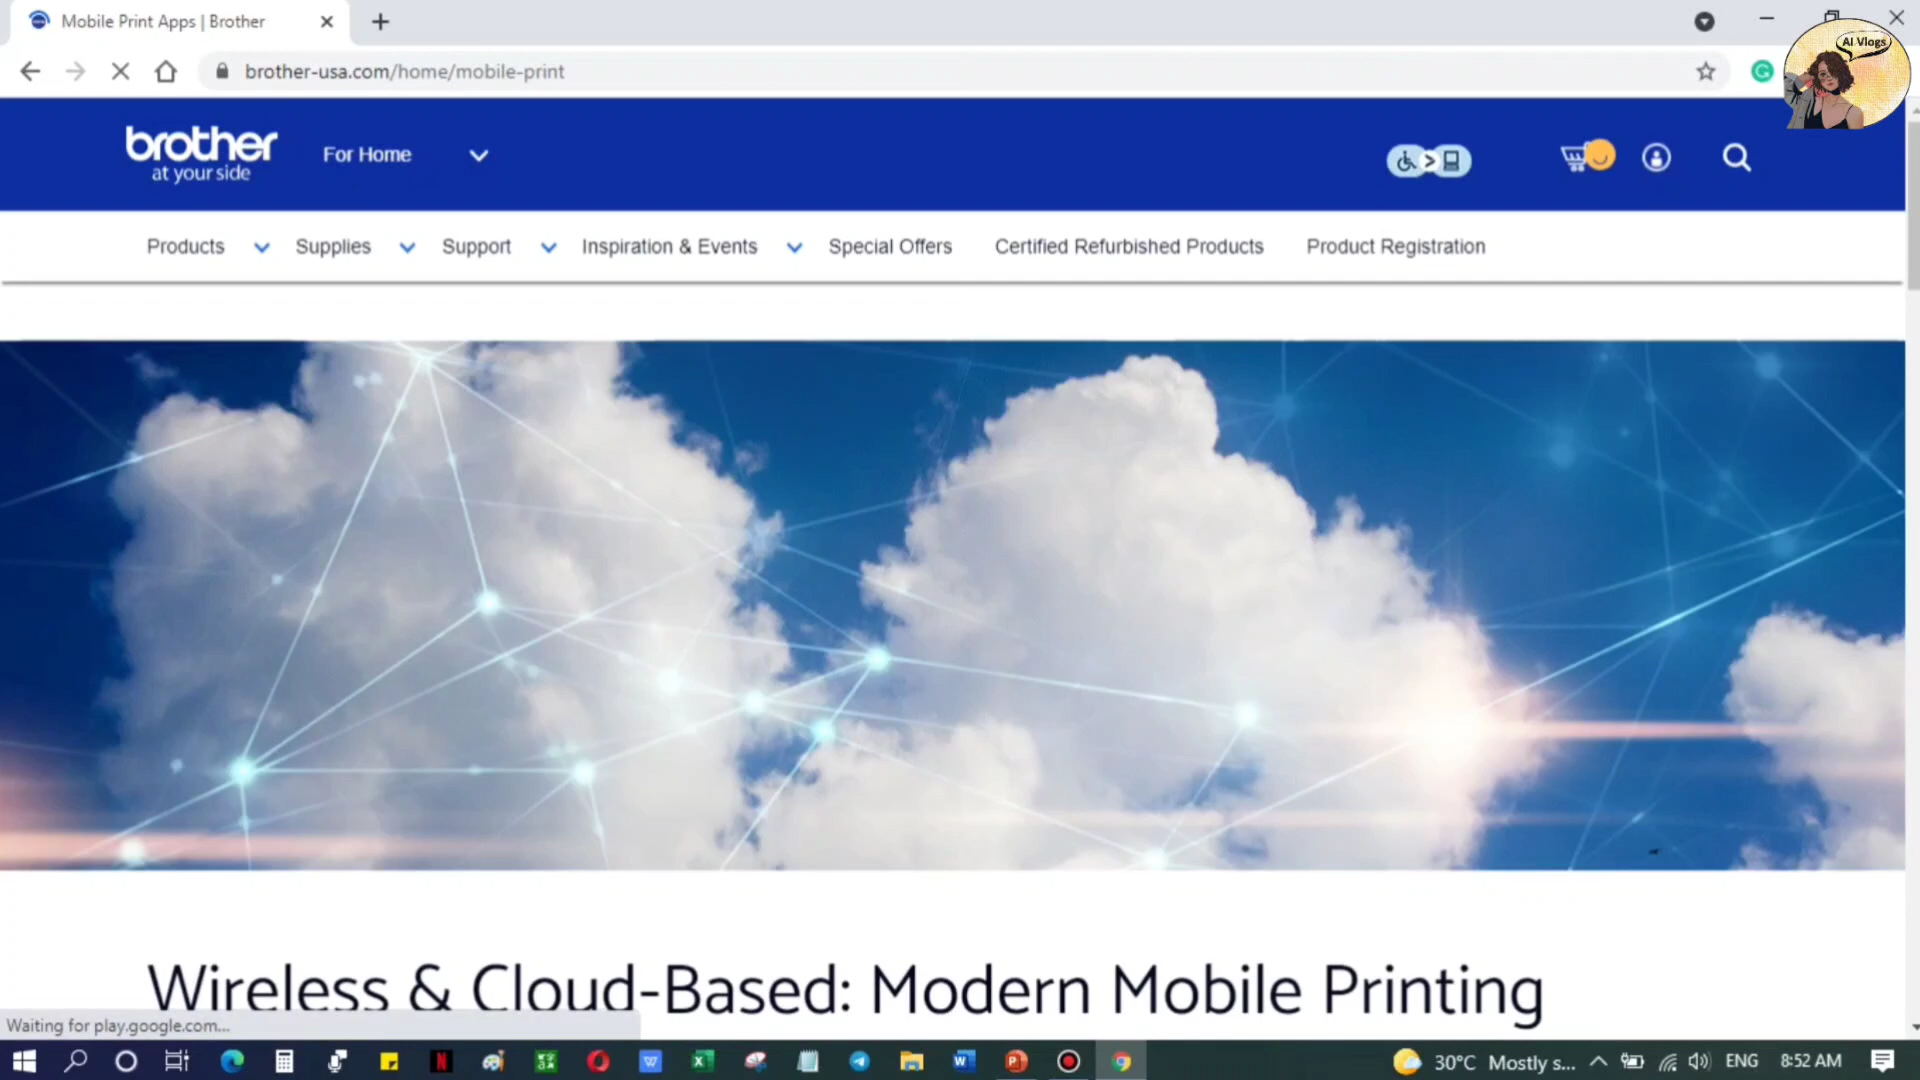 Mobile Print Apps | Brother
AI Vlogs
brother-usa.com/home/mobile-print
brother
at your side
For Home
Products
Supplies
Support
Inspiration & Events
Special Offers
Certified Refurbished Products
Product Registration
Wireless & Cloud-Based: Modern Mobile Printing
Waiting for play.google.com...
30°C Mostly s...
ENG
8:52 AM